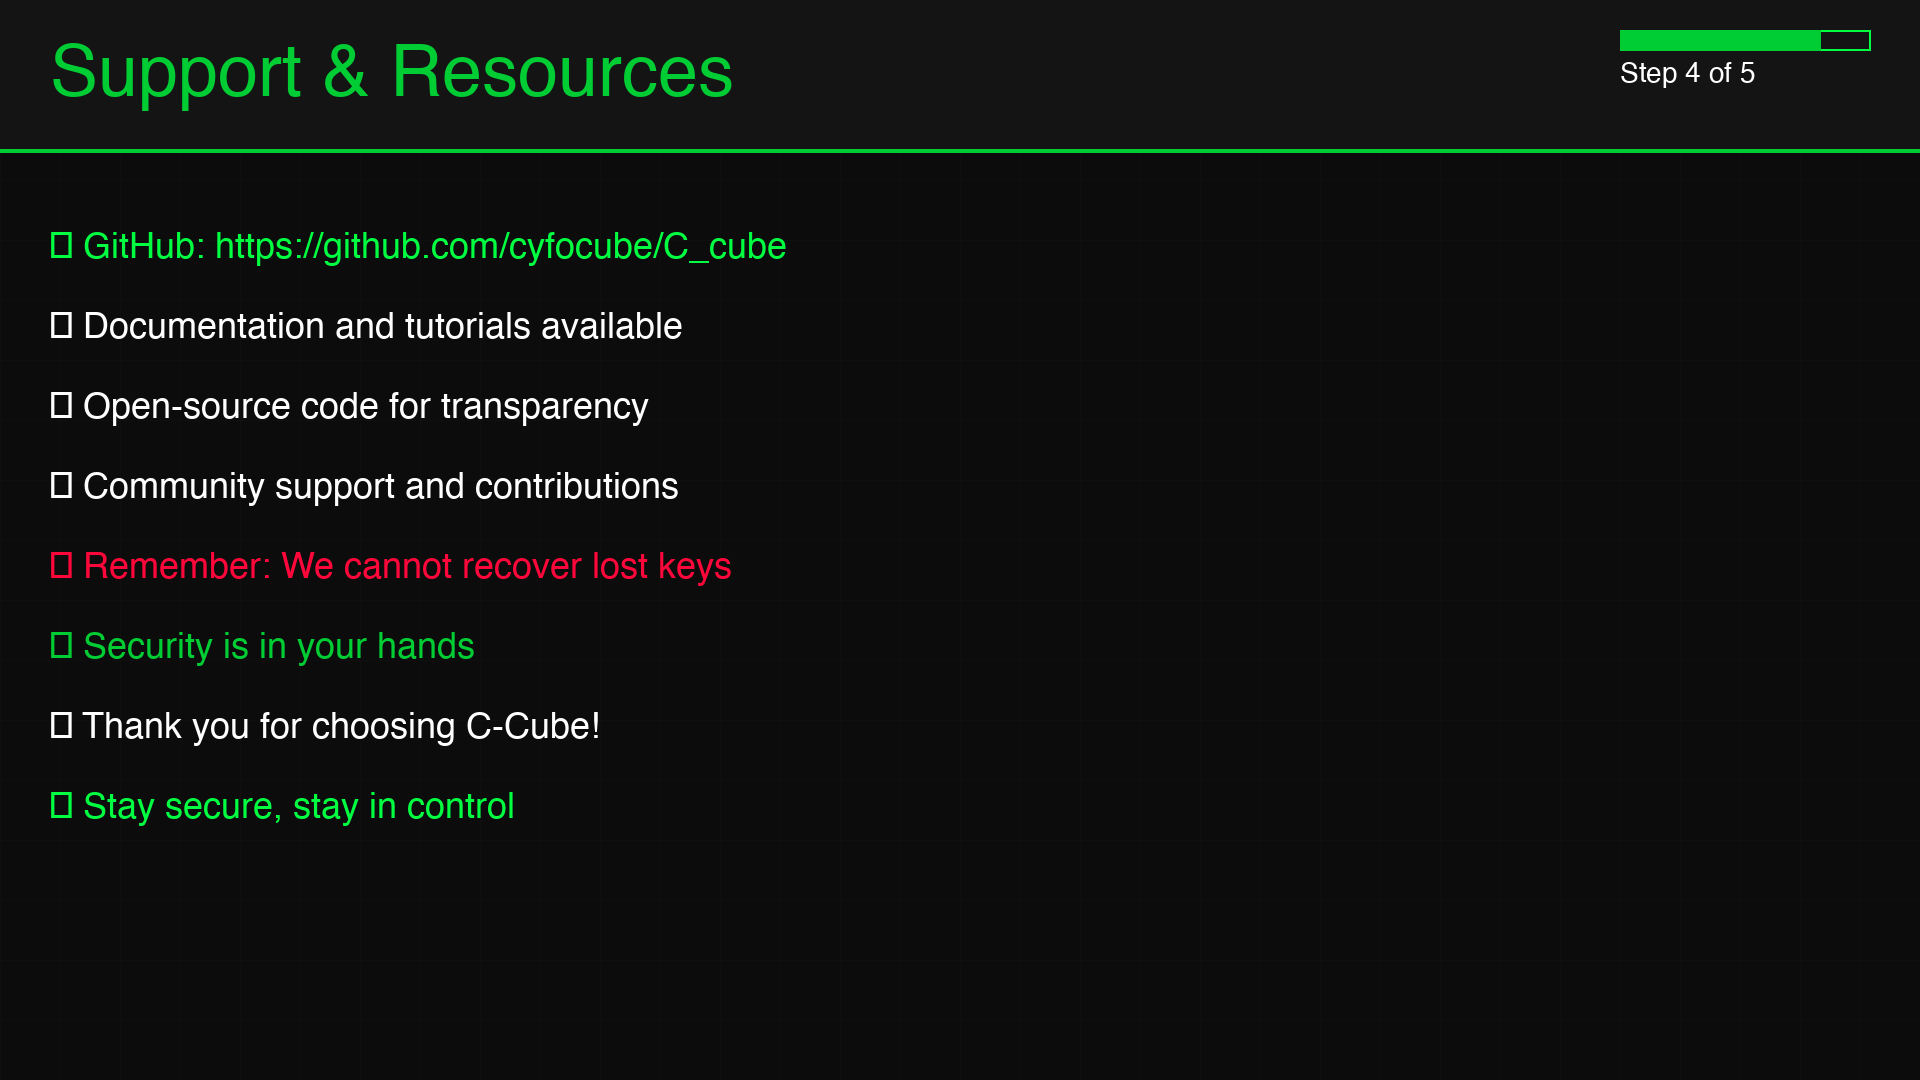 Support & Resources
Step 4 of 5
▯ GitHub: https://github.com/cyfocube/C_cube
▯ Documentation and tutorials available
▯ Open-source code for transparency
▯ Community support and contributions
▯ Remember: We cannot recover lost keys
▯ Security is in your hands
▯ Thank you for choosing C-Cube!
▯ Stay secure, stay in control